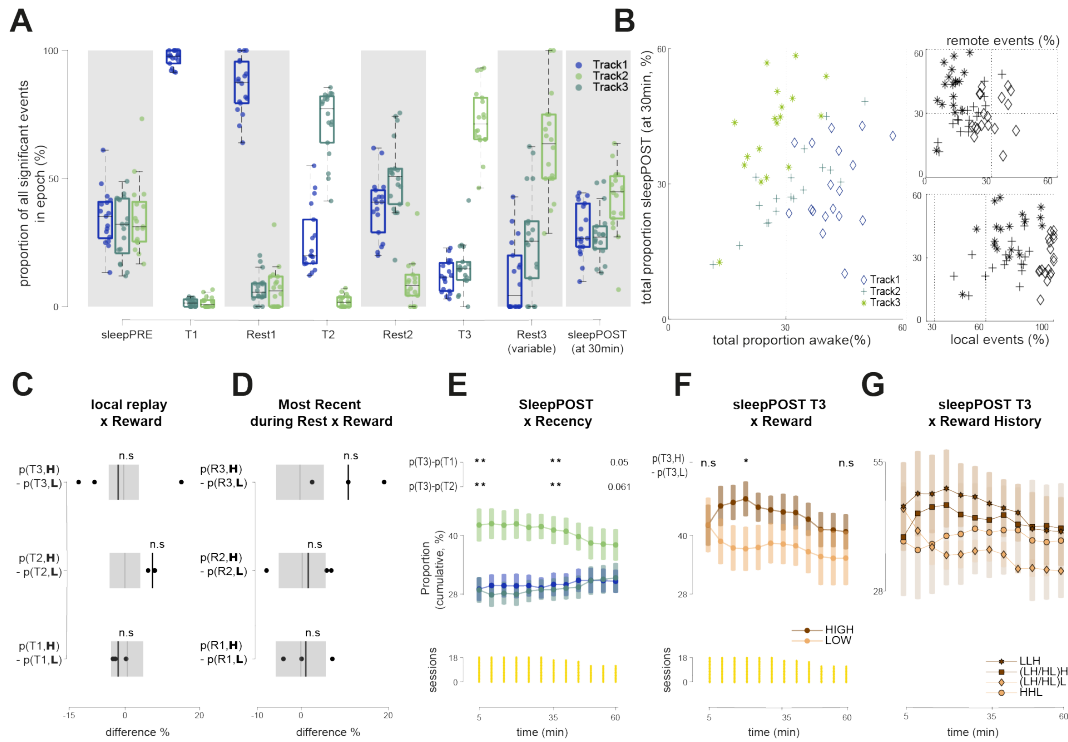 A
proportion of all significant events
in epoch (%)
100
50
0
Track1
Track2
Track3
sleepPRE
T1
Rest1
T2
Rest2
T3
Rest3
(variable)
sleepPOST
(at 30min)
B
total proportion sleepPOST (at 30min, %)
60
30
0
0
30
60
total proportion awake(%)
Track1
Track2
Track3
remote events (%)
60
30
0
0
30
60
60
30
0
30
60
100
local events (%)
C
local replay
x Reward
p(T3,H)
- p(T3,L)
n.s
p(T2,H)
- p(T2,L)
n.s
p(T1,H)
- p(T1,L)
n.s
-15
0
20
difference %
D
Most Recent
during Rest x Reward
p(R3,H)
- p(R3,L)
n.s
p(R2,H)
- p(R2,L)
n.s
p(R1,H)
- p(R1,L)
n.s
-10
0
20
difference %
E
SleepPOST
x Recency
p(T3)-p(T1)
** ** 0.05
p(T3)-p(T2)
** ** 0.061
Proportion
(cumulative, %)
40
28
sessions
18
0
5
35
60
time (min)
F
sleepPOST T3
x Reward
p(T3,H)
- p(T3,L)
n.s * n.s
40
28
HIGH
LOW
sessions
18
0
5
35
60
time (min)
G
sleepPOST T3
x Reward History
55
28
LLH
(LH/HL)H
(LH/HL)L
HHL
5
35
60
time (min)